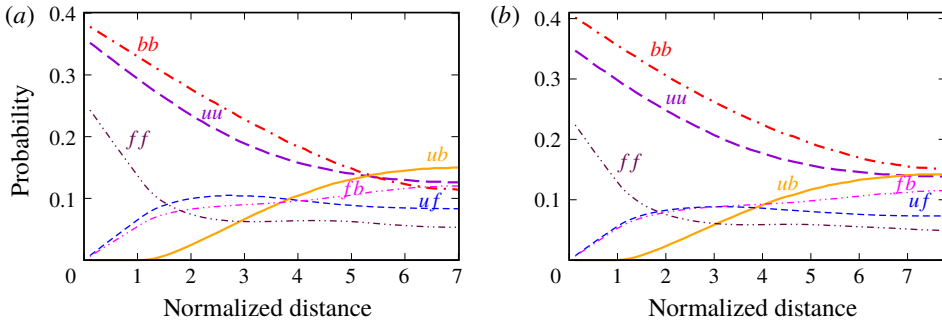 (a)
0.4
0.3
0.2
0.1
0
1
2
3
4
5
6
7
Probability
Normalized distance
bb
uu
ff
ub
fb
uf
(b)
0.4
0.3
0.2
0.1
0
1
2
3
4
5
6
7
Normalized distance
bb
uu
ff
ub
fb
uf